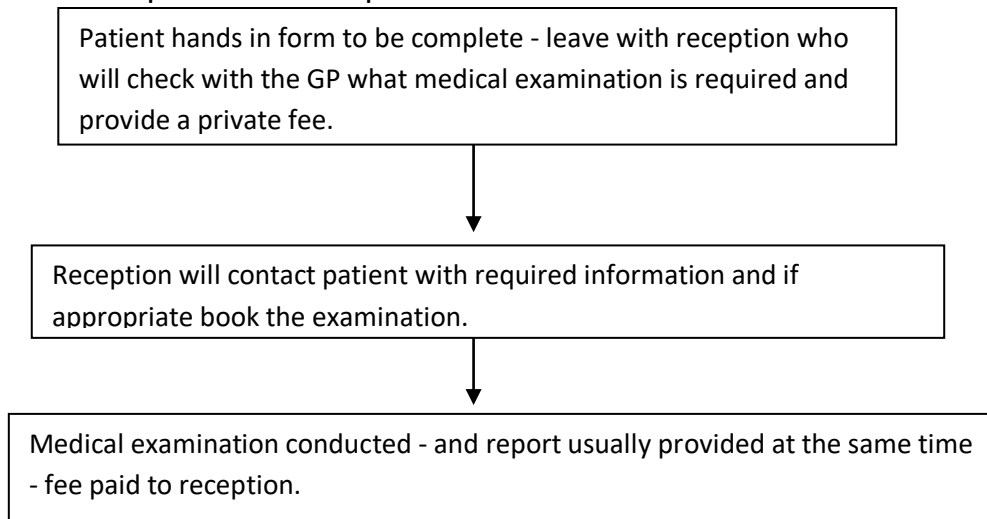 Patient hands in form to be complete - leave with reception who
will check with the GP what medical examination is required and
provide a private fee.
Reception will contact patient with required information and if
appropriate book the examination.
Medical examination conducted - and report usually provided at the same time
- fee paid to reception.